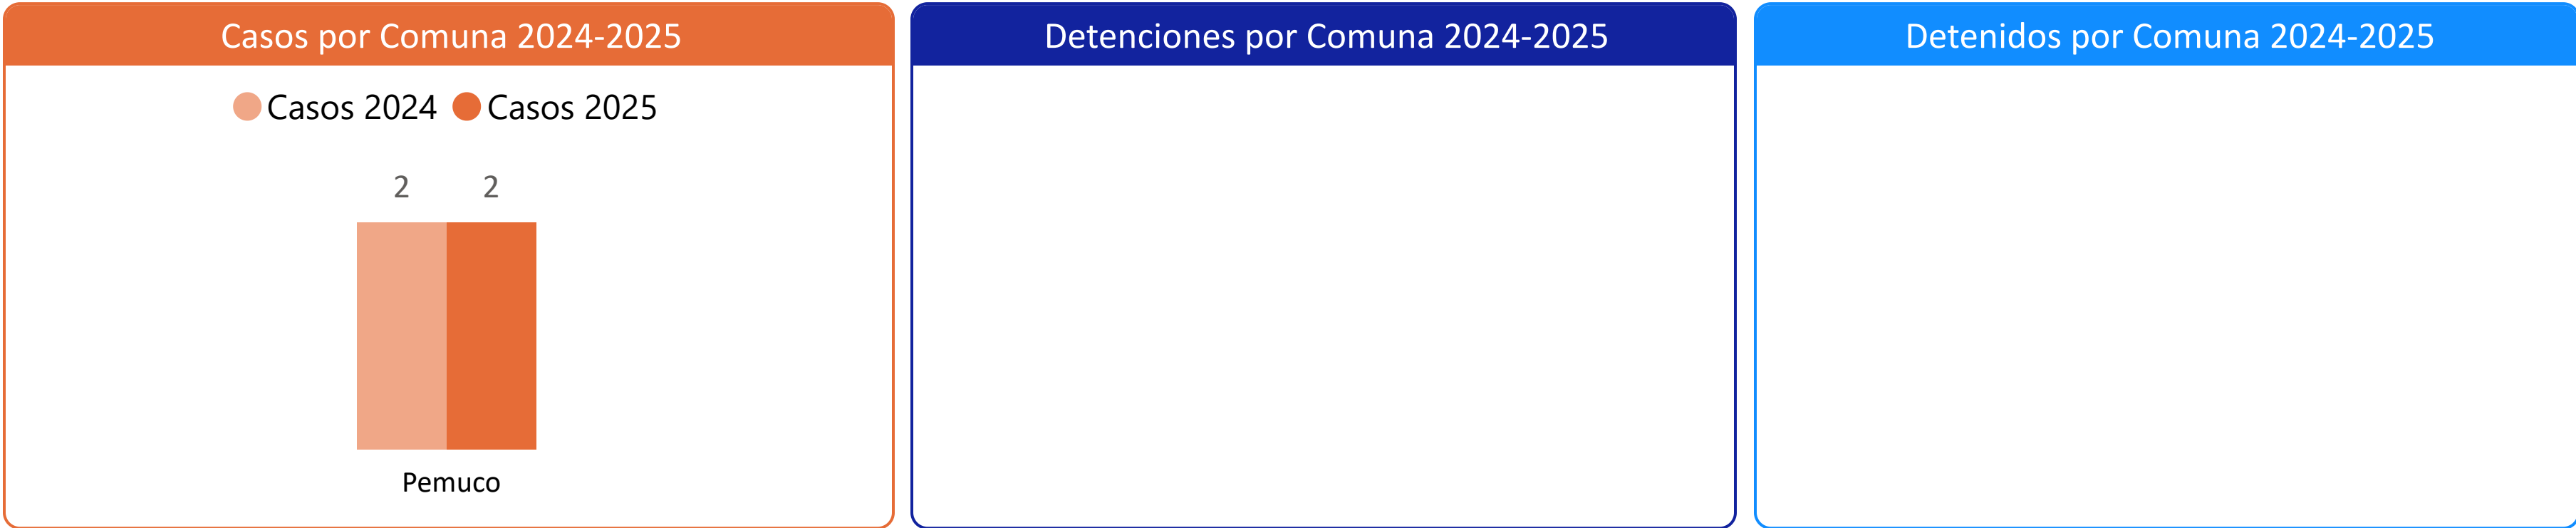 Casos por Comuna 2024-2025
Casos 2024 Casos 2025
2 2
Pemuco
Detenciones por Comuna 2024-2025
Detenidos por Comuna 2024-2025